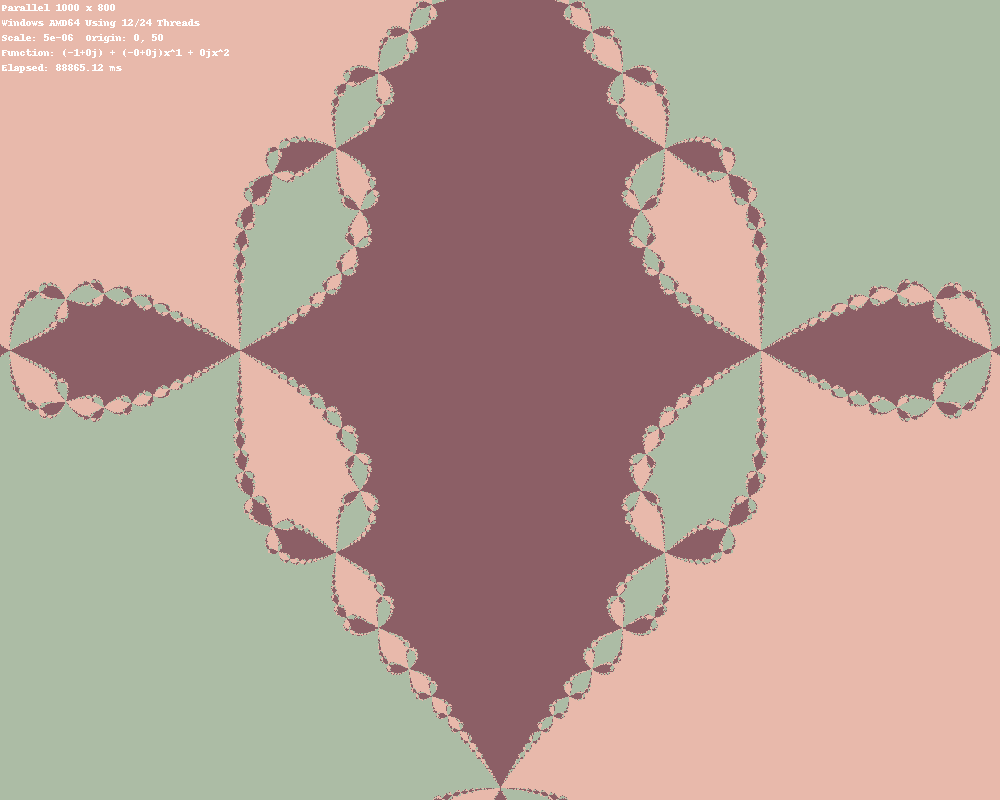 Parallel 1000 x 800
Windows AMD64 Using 12/24 Threads
Scale: 5e-06 Origin: 0, 50
Function: (-1+0j) + (-0+0j)x^1 + 0jx^2
Elapsed: 88865.12 ms